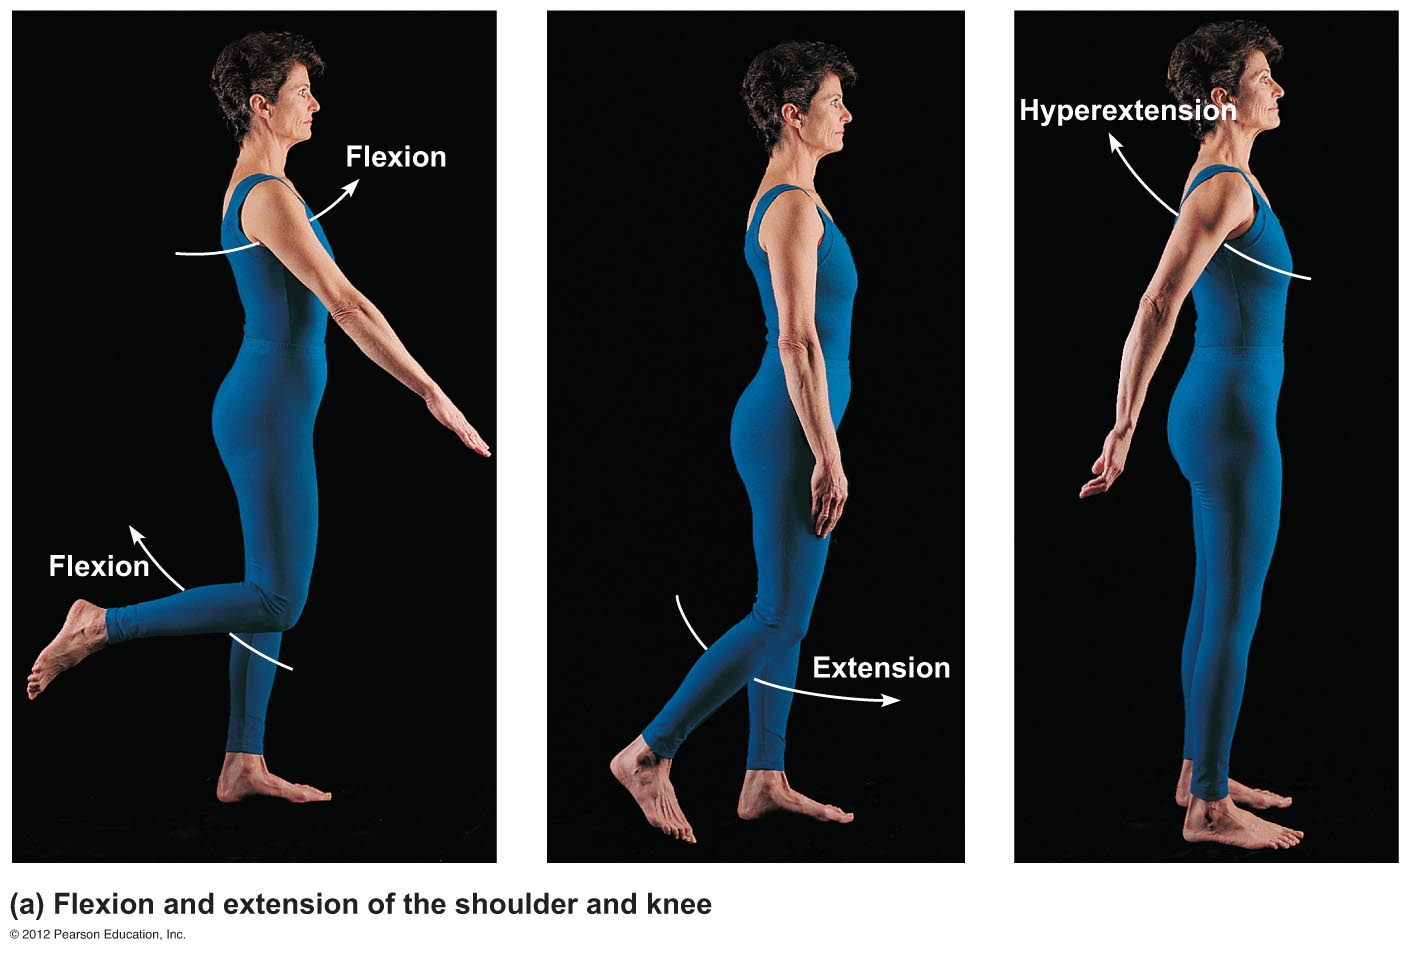 Flexion
Flexion
Extension
Hyperextension
(a) Flexion and extension of the shoulder and knee
© 2012 Pearson Education, Inc.